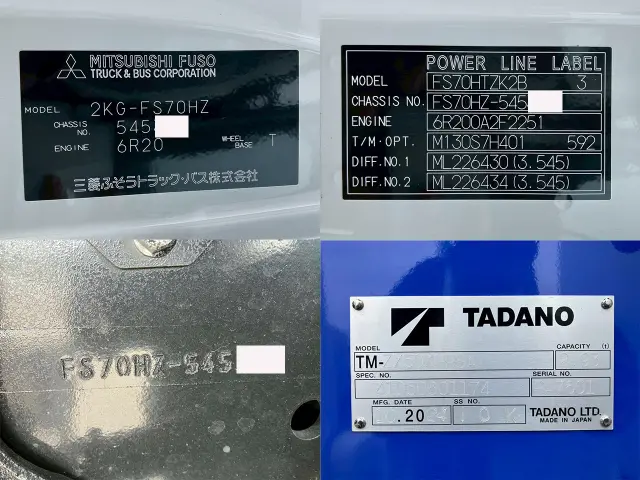 MITSUBISHI FUSO
TRUCK & BUS CORPORATION
MODEL 2KG-FS70HZ
CHASSIS NO. 545
ENGINE 6R20 WHEEL BASE T
三菱ふそうトラック・バス株式会社
POWER LINE LABEL
MODEL FS70HTZK2B 3
CHASSIS NO. FS70HZ-545
ENGINE 6R200A2F2251
T/M・OPT. M130S7H401 592
DIFF.NO.1 ML226430(3.545)
DIFF.NO.2 ML226434(3.545)
FS70HZ-545
TADANO
MODEL CAPACITY (t)
TM-
SPEC. NO. SERIAL NO.
MFG. DATE SS NO.
.20
TADANO LTD.
MADE IN JAPAN